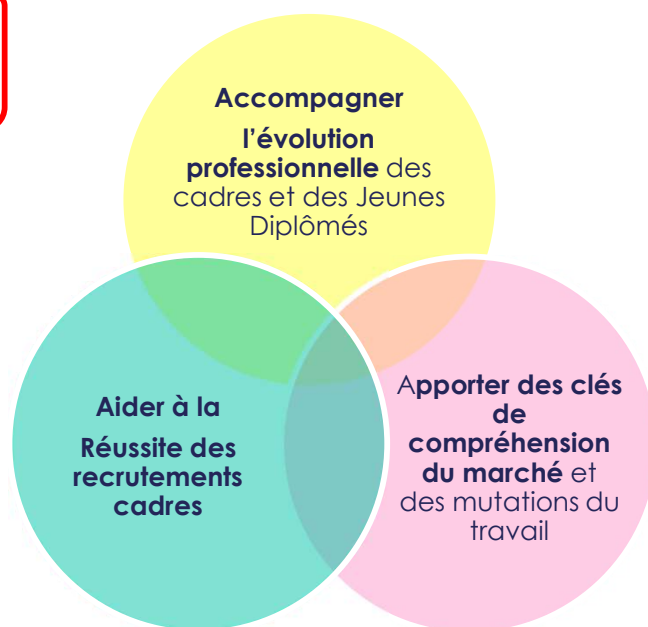 Accompagner
l’évolution
professionnelle des
cadres et des Jeunes
Diplômés
Aider à la
Réussite des
recrutements
cadres
Apporter des clés
de
compréhension
du marché et
des mutations du
travail